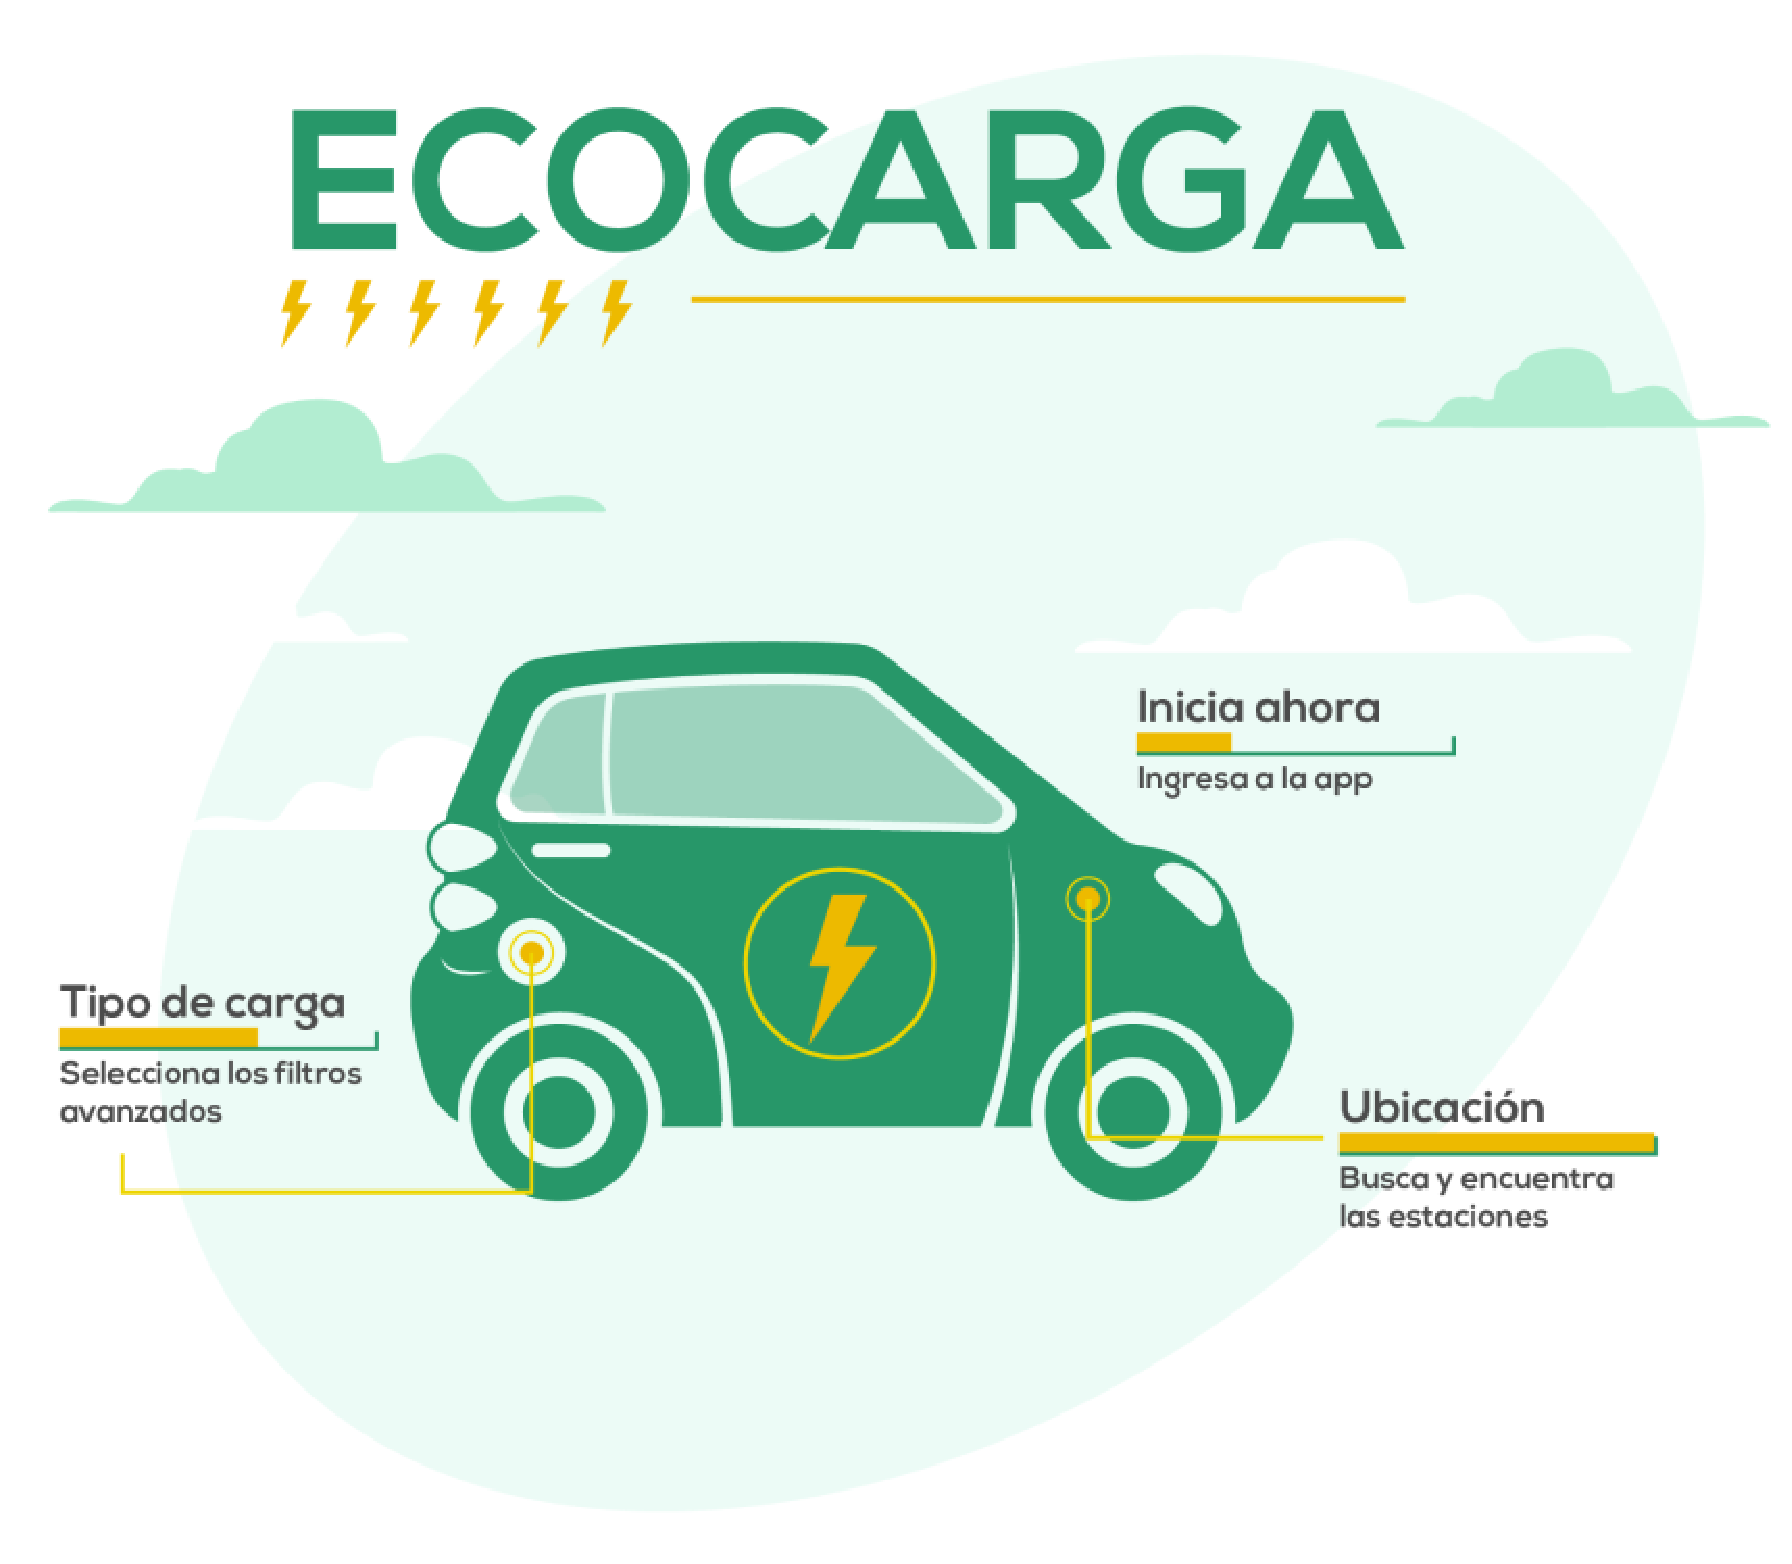 ECOCARGA
Inicia ahora
Ingresa a la app
Tipo de carga
Selecciona los filtros
avanzados
Ubicación
Busca y encuentra
las estaciones